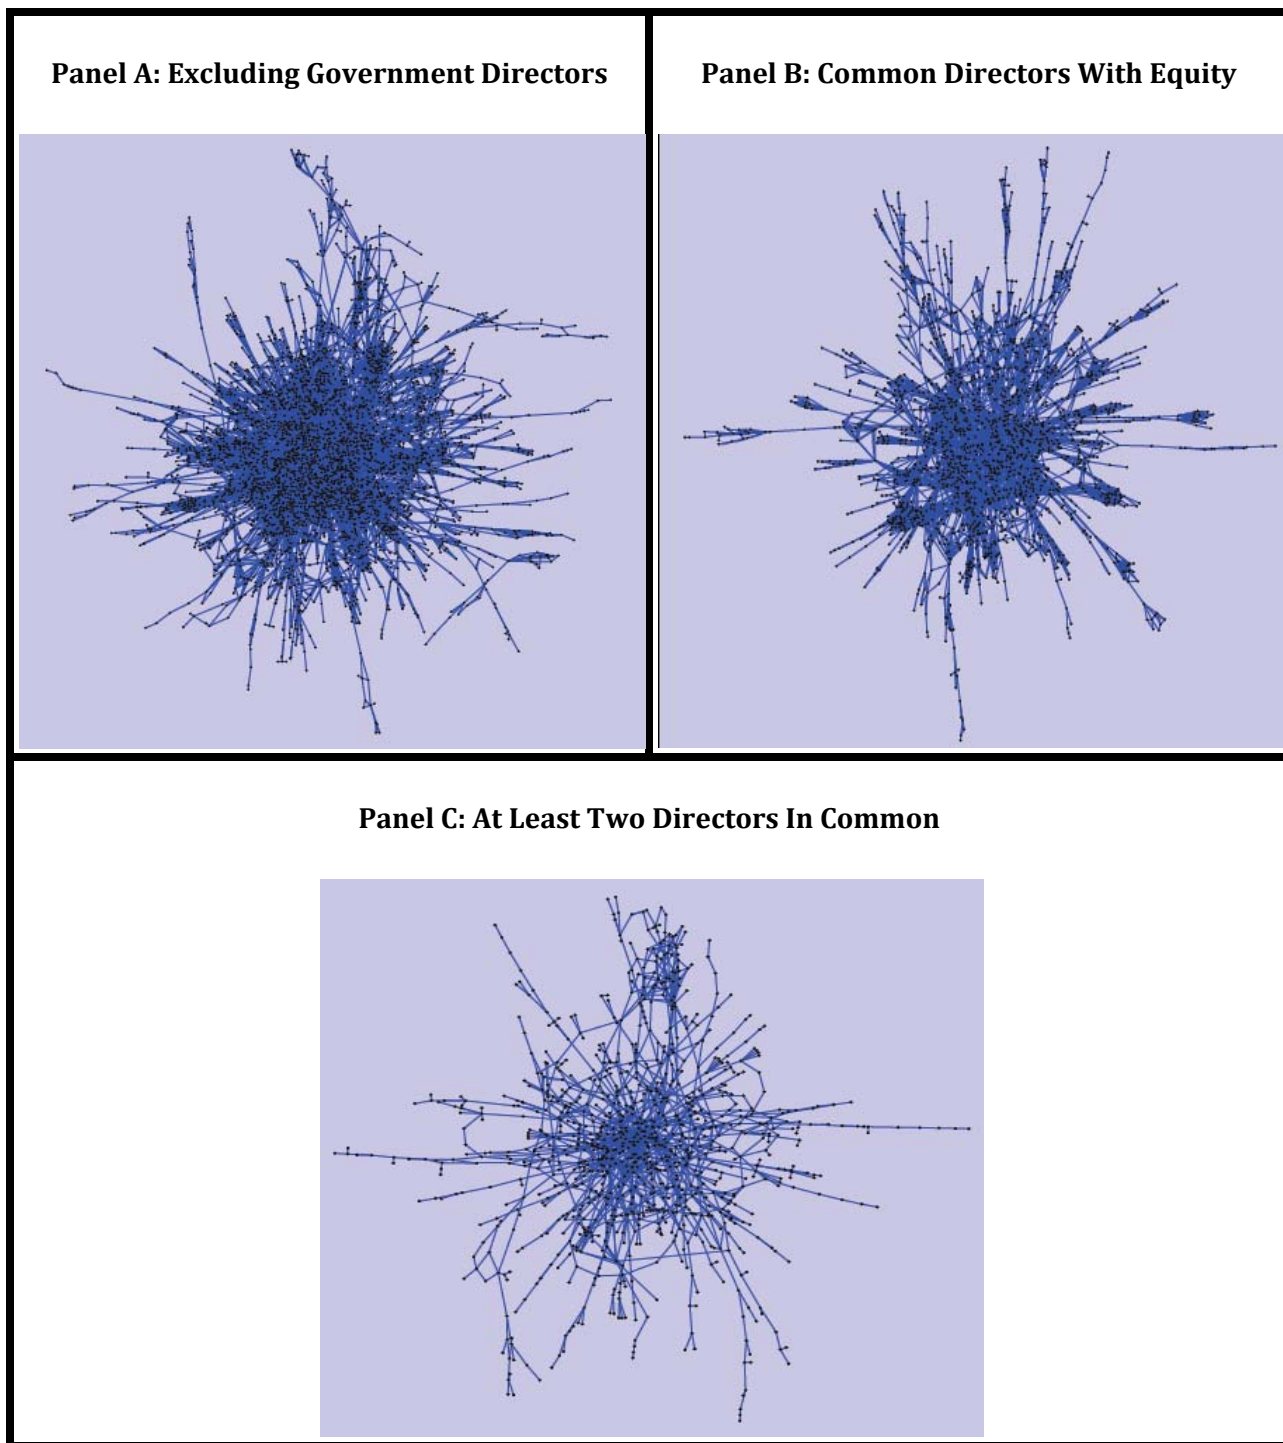 Panel A: Excluding Government Directors
Panel B: Common Directors With Equity
Panel C: At Least Two Directors In Common